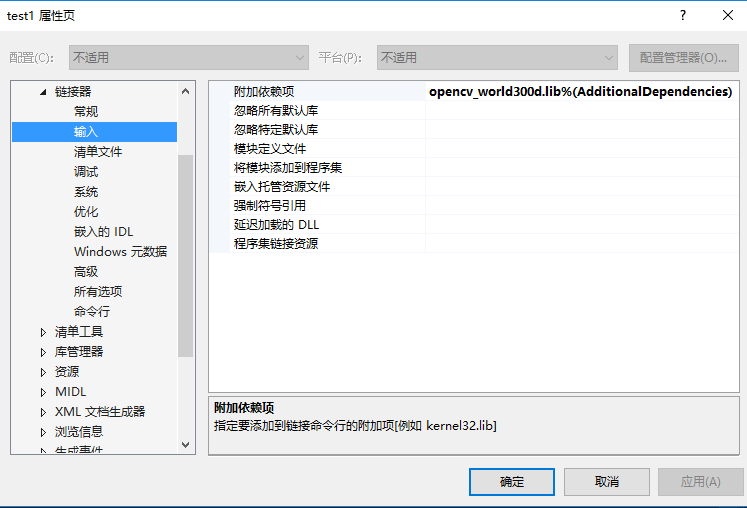 test1 属性页
配置(C): 不适用 平台(P): 不适用 配置管理器(O)...
链接器
常规
输入
清单文件
调试
系统
优化
嵌入的 IDL
Windows 元数据
高级
所有选项
命令行
清单工具
库管理器
资源
MIDL
XML 文档生成器
浏览信息
生成事件
附加依赖项 opencv_world300d.lib%(AdditionalDependencies)
忽略所有默认库
忽略特定默认库
模块定义文件
将模块添加到程序集
嵌入托管资源文件
强制符号引用
延迟加载的 DLL
程序集链接资源
附加依赖项
指定要添加到链接命令行的附加项[例如 kernel32.lib]
确定 取消 应用(A)